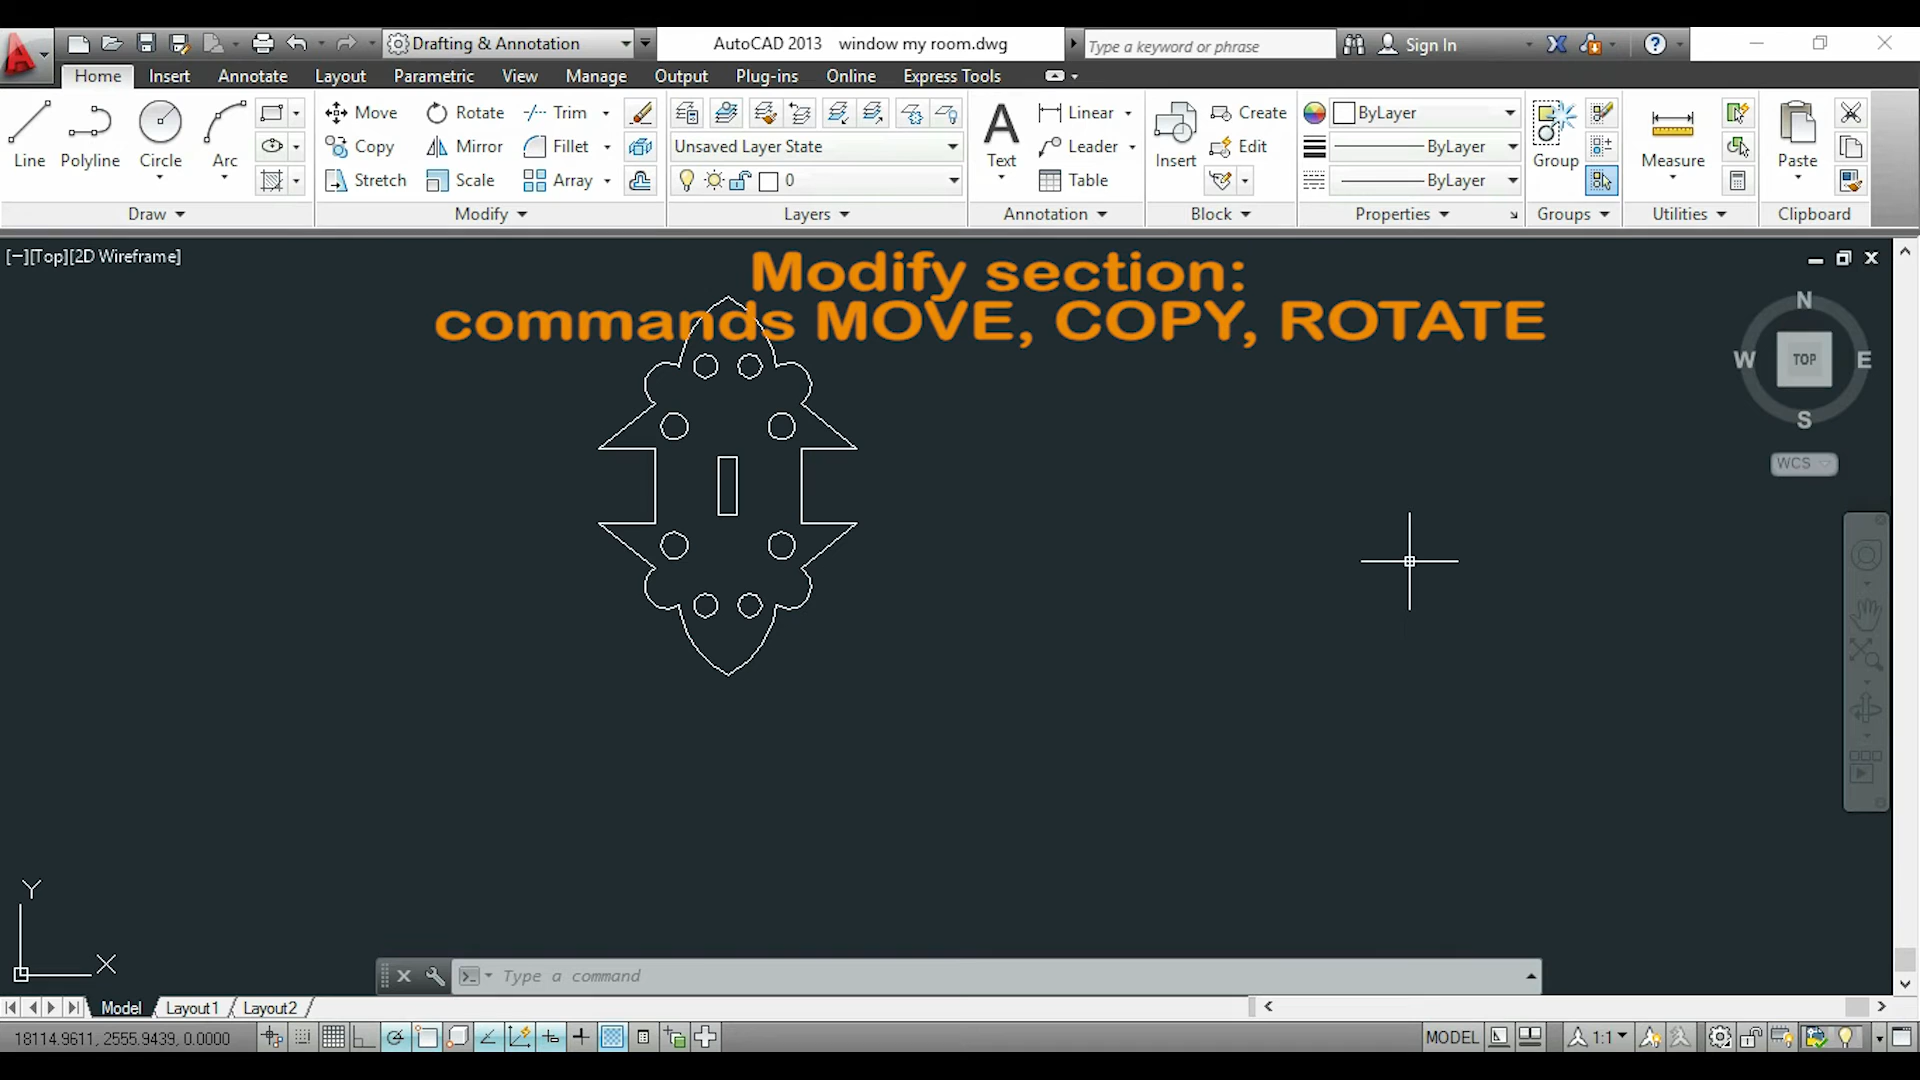 Drafting & Annotation
AutoCAD 2013 window my room.dwg
Type a keyword or phrase
Sign In
Home Insert Annotate Layout Parametric View Manage Output Plug-ins Online Express Tools
Line Polyline Circle Arc
Move Rotate Trim
Copy Mirror Fillet
Stretch Scale Array
Unsaved Layer State
0
Text
Linear
Leader
Table
Insert
Create
Edit
ByLayer
ByLayer
ByLayer
Group
Measure
Paste
Draw Modify Layers Annotation Block Properties Groups Utilities Clipboard
[−][Top][2D Wireframe]
Modify section:
commands MOVE, COPY, ROTATE
N
W TOP E
S
WCS
Y
X
Type a command
Model Layout1 Layout2
18114.9611, 2555.9439, 0.0000
MODEL
1:1